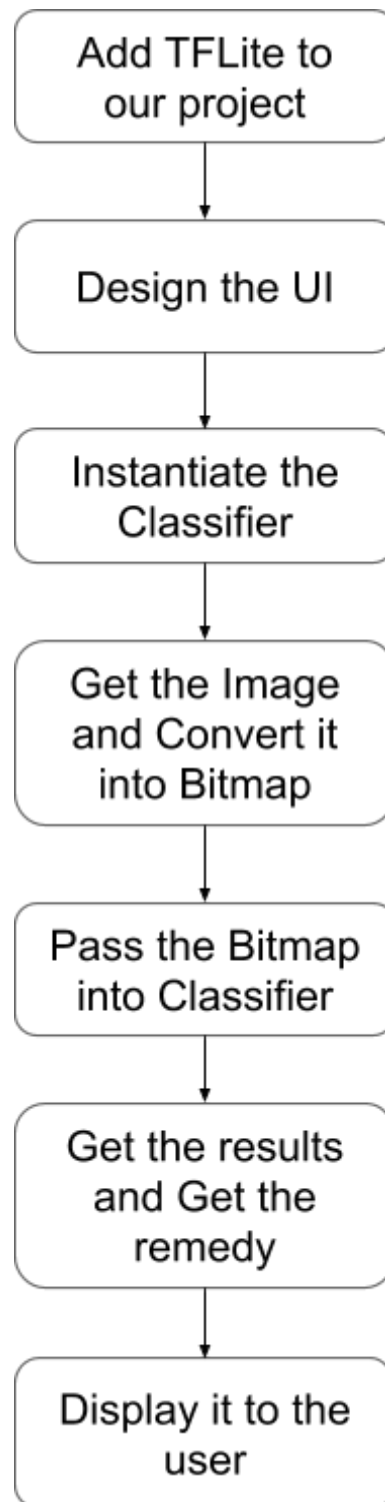 Add TFLite to
our project
Design the UI
Instantiate the
Classifier
Get the Image
and Convert it
into Bitmap
Pass the Bitmap
into Classifier
Get the results
and Get the
remedy
Display it to the
user